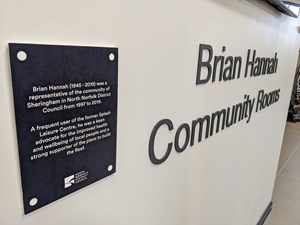 Brian Hannah (1945 - 2019) was a
representative of the community of
Sheringham in North Norfolk District
Council from 1997 to 2019.
A frequent user of the former Splash
Leisure Centre, he was a keen
advocate for the improved health
and wellbeing of local people and a
strong supporter of the plans to build
the Reef.
Brian Hannah
Community Rooms